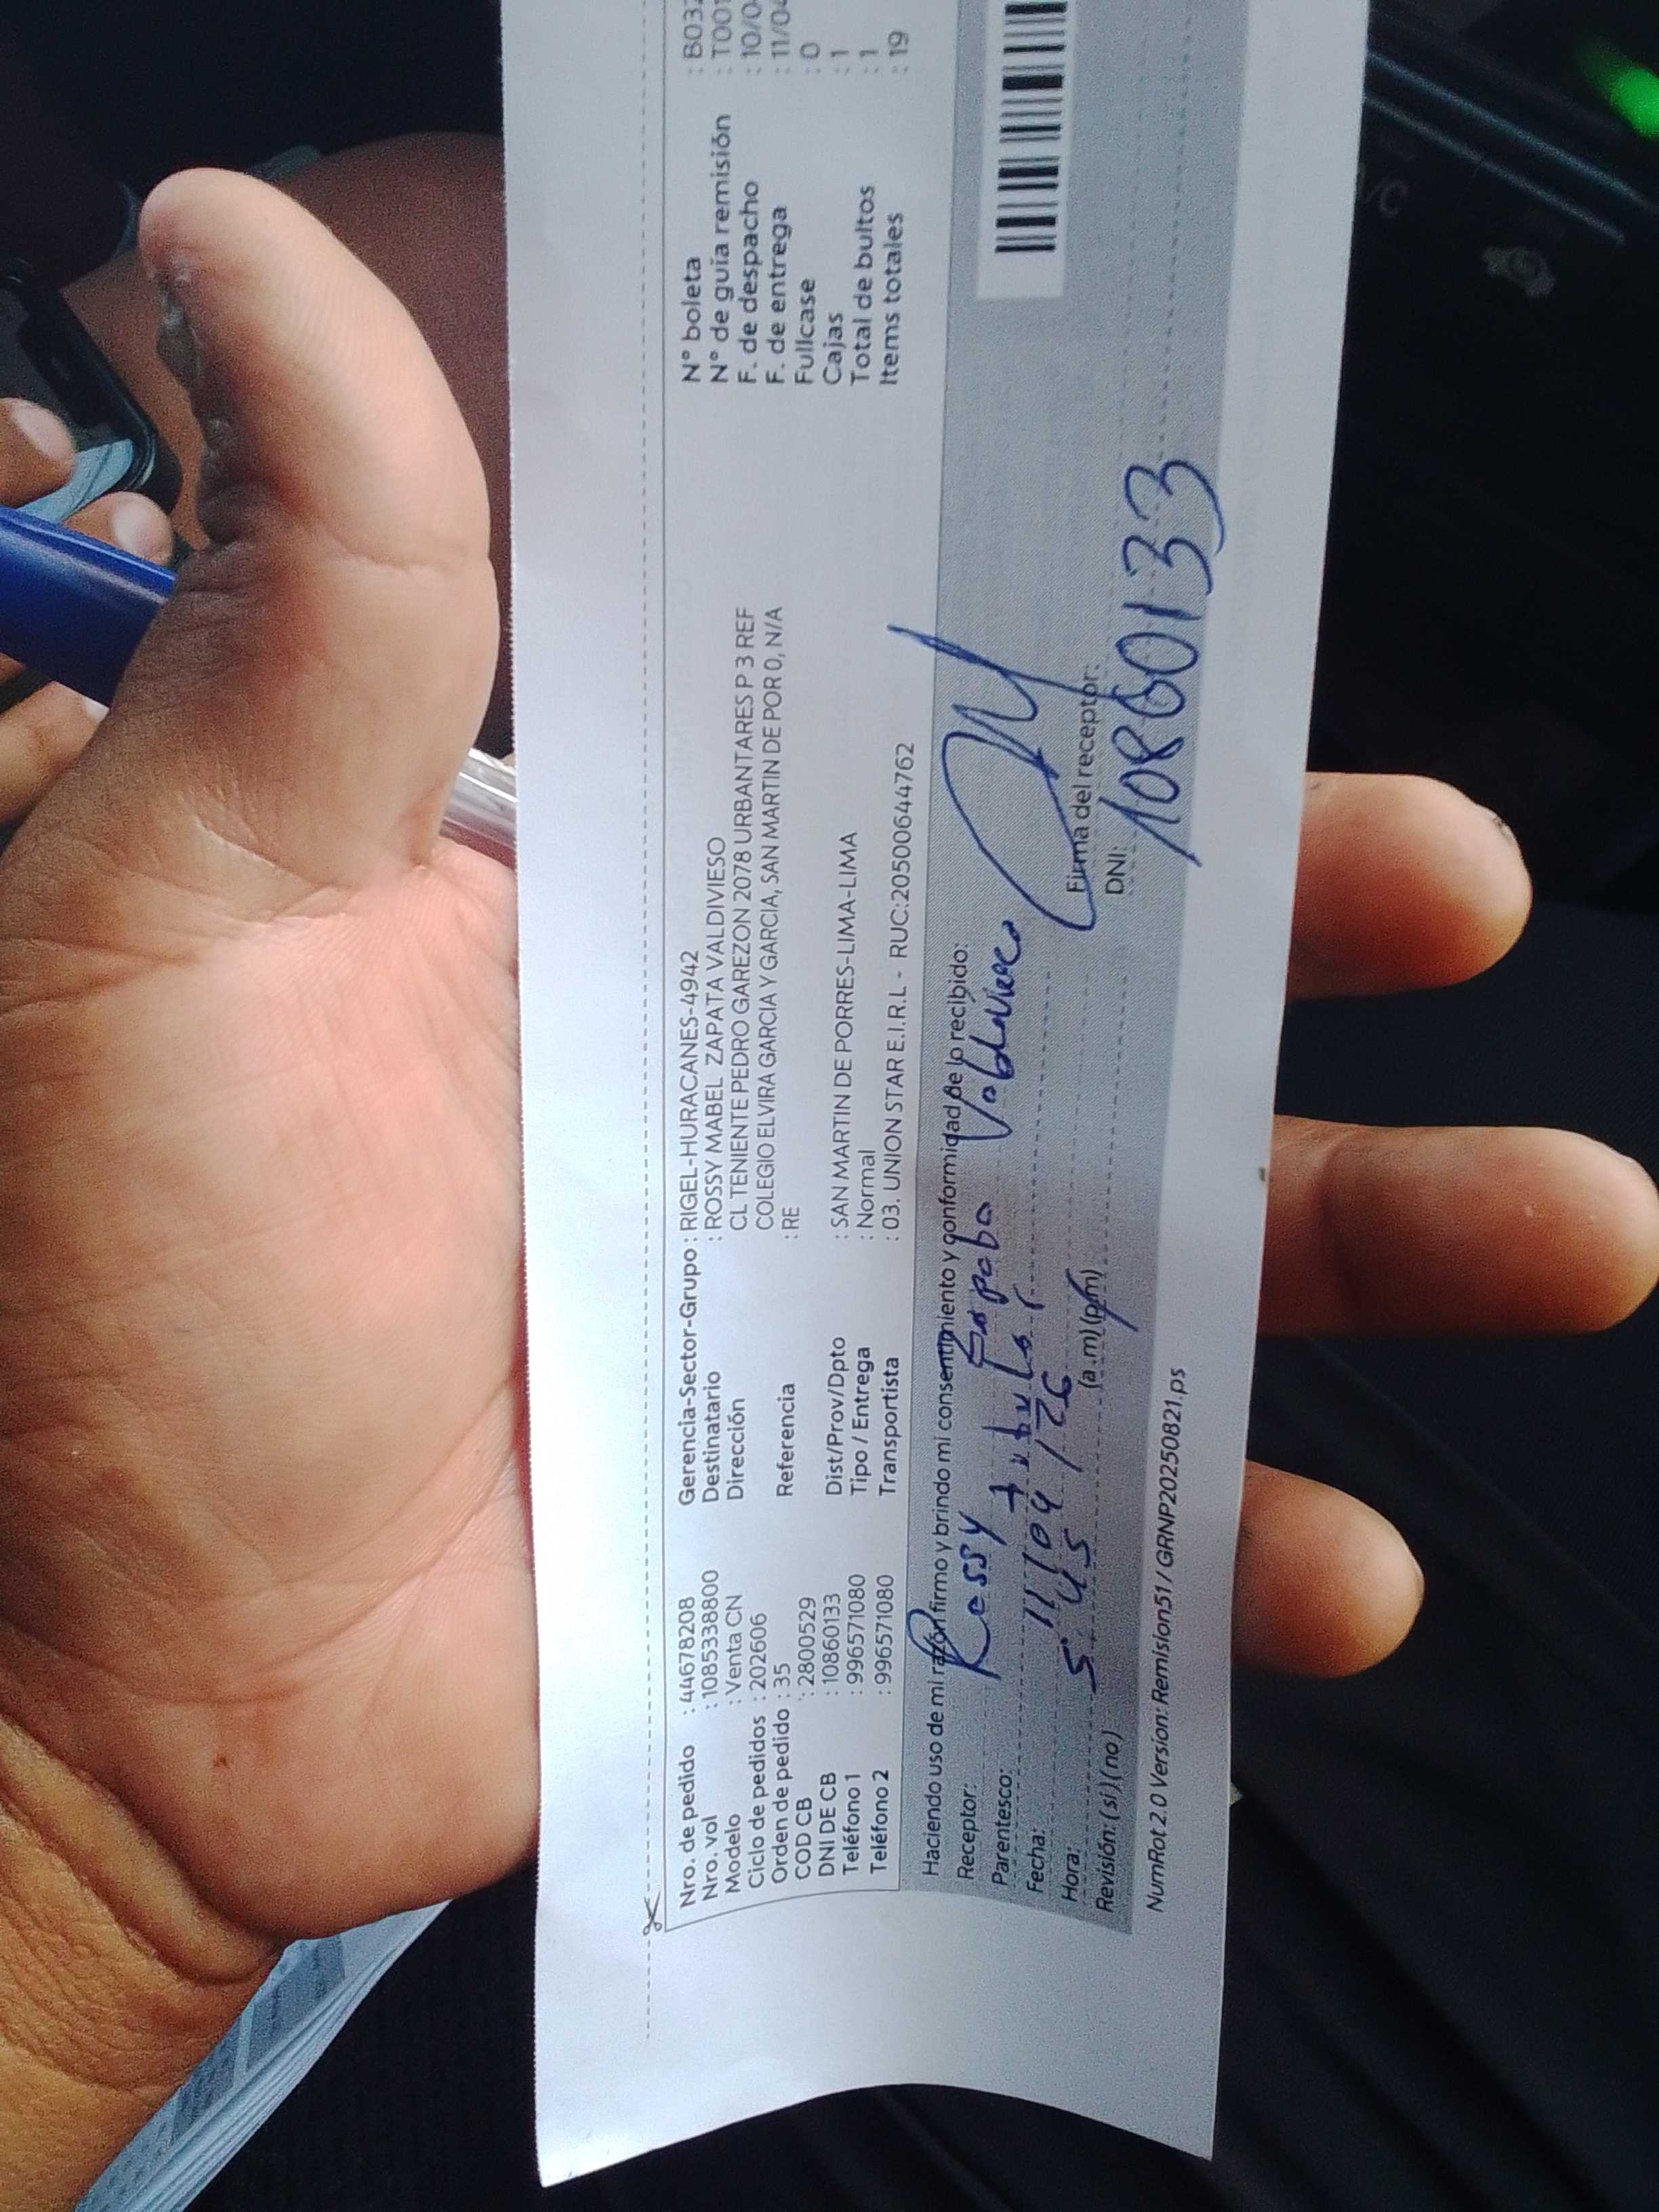 Nro. de pedido : 44678208
Nro. vol : 1085338800
Modelo : Venta CN
Ciclo de pedidos : 202606
Orden de pedido : 35
COD CB : 2800529
DNI DE CB : 10860133
Teléfono 1 : 996571080
Teléfono 2 : 996571080
Gerencia-Sector-Grupo : RIGEL-HURACANES-4942
Destinatario : ROSSY MABEL ZAPATA VALDIVIESO
Dirección CL TENIENTE PEDRO GAREZON 2078 URBANTARES P 3 REF
COLEGIO ELVIRA GARCIA Y GARCIA, SAN MARTIN DE POR 0, N/A
Referencia : RE
Dist/Prov/Dpto : SAN MARTIN DE PORRES-LIMA-LIMA
Tipo / Entrega : Normal
Transportista : 03. UNION STAR E.I.R.L - RUC:20500644762
N° boleta : B032
N° de guía remisión : T001
F. de despacho : 10/04
F. de entrega : 11/04
Fullcase : 0
Cajas : 1
Total de bultos : 1
Items totales : 19
Haciendo uso de mi razón firmo y brindo mi consentimiento y conformidad de lo recibido:
Receptor: Rossy Zapata Valdivieso
Parentesco: titular
Fecha: 11/04/26
Hora: 5:45 (a.m) (pm)
Revisión: (si) (no)
Firma del receptor:
DNI: 10860133
NumRot 2.0 Version: Remision51 / GRNP20250821.ps
A/C